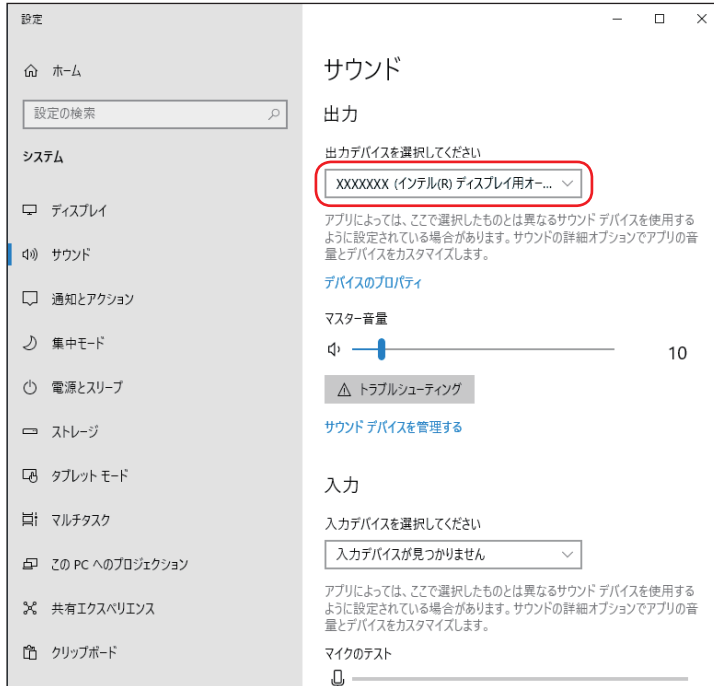 設定
ホーム
設定の検索
システム
ディスプレイ
サウンド
通知とアクション
集中モード
電源とスリープ
ストレージ
タブレット モード
マルチタスク
この PC へのプロジェクション
共有エクスペリエンス
クリップボード
サウンド
出力
出力デバイスを選択してください
XXXXXXX (インテル(R) ディスプレイ用オー...
アプリによっては、ここで選択したものとは異なるサウンド デバイスを使用する
ように設定されている場合があります。サウンドの詳細オプションでアプリの音
量とデバイスをカスタマイズします。
デバイスのプロパティ
マスター音量
10
トラブルシューティング
サウンド デバイスを管理する
入力
入力デバイスを選択してください
入力デバイスが見つかりません
アプリによっては、ここで選択したものとは異なるサウンド デバイスを使用する
ように設定されている場合があります。サウンドの詳細オプションでアプリの音
量とデバイスをカスタマイズします。
マイクのテスト